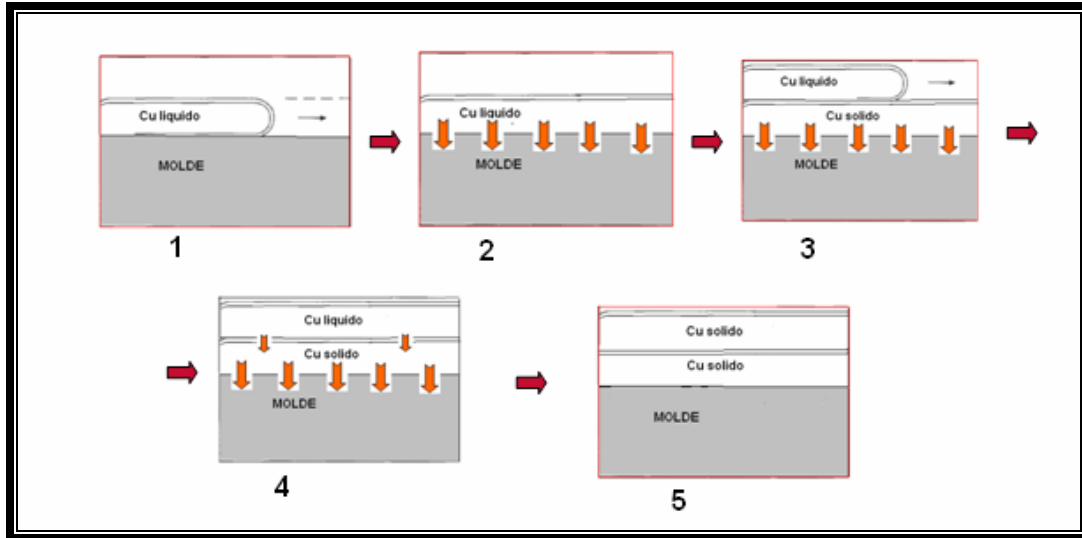 Cu liquido
MOLDE
1
Cu liquido
MOLDE
2
Cu liquido
Cu solido
MOLDE
3
Cu liquido
Cu solido
MOLDE
4
Cu solido
Cu solido
MOLDE
5